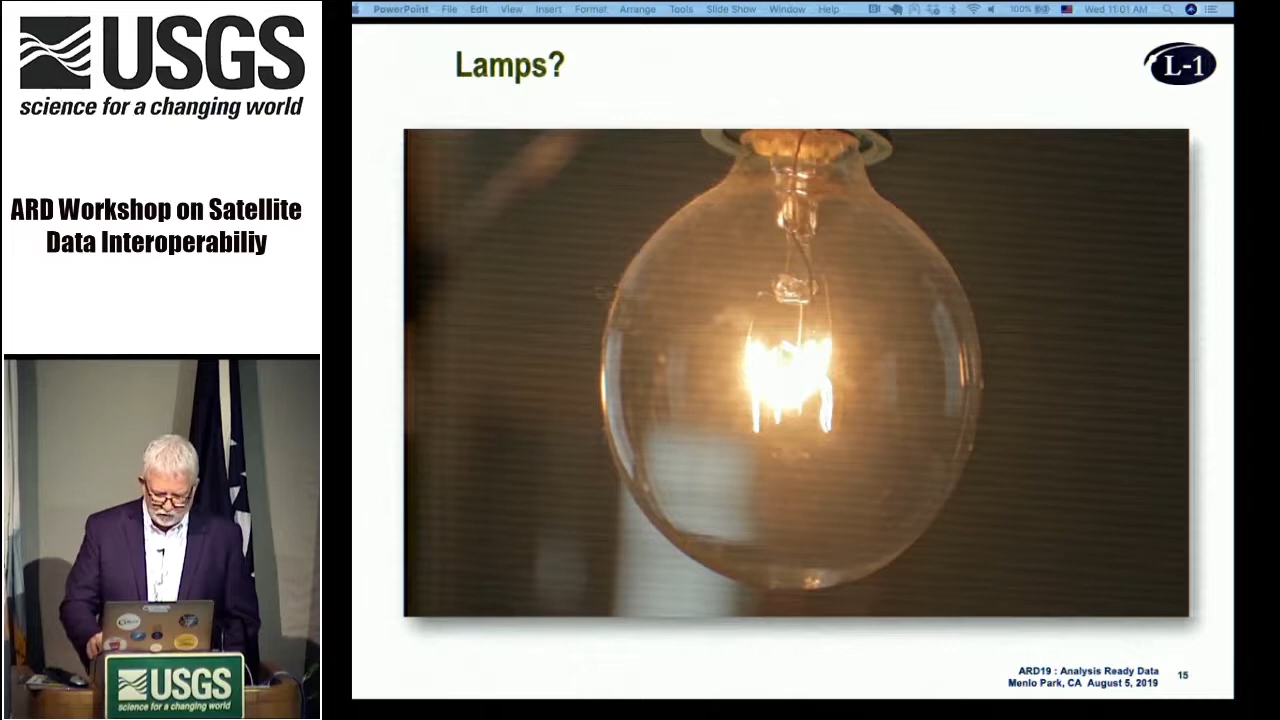 USGS
science for a changing world
ARD Workshop on Satellite
Data Interoperabiliy
USGS
science for a changing world
PowerPoint File Edit View Insert Format Arrange Tools Slide Show Window Help 100% Wed 11:01 AM
Lamps?
L-1
ARD19 : Analysis Ready Data
Menlo Park, CA August 5, 2019
15